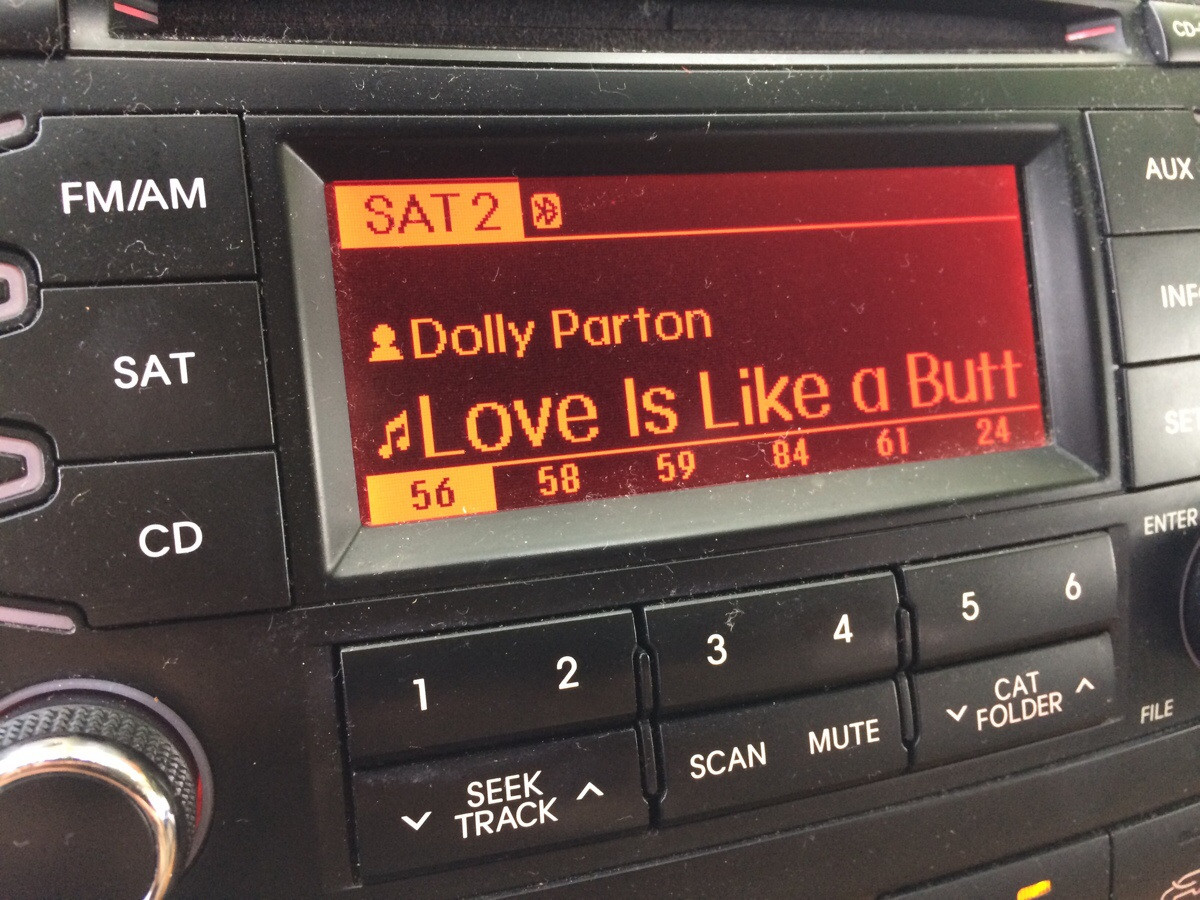 CD-
FM/AM
SAT
CD
SAT 2
Dolly Parton
Love Is Like a Butt
56 58 59 84 61 24
AUX
INF
SE
ENTER
1 2 3 4 5 6
SEEK
TRACK
SCAN MUTE
CAT
FOLDER
FILE